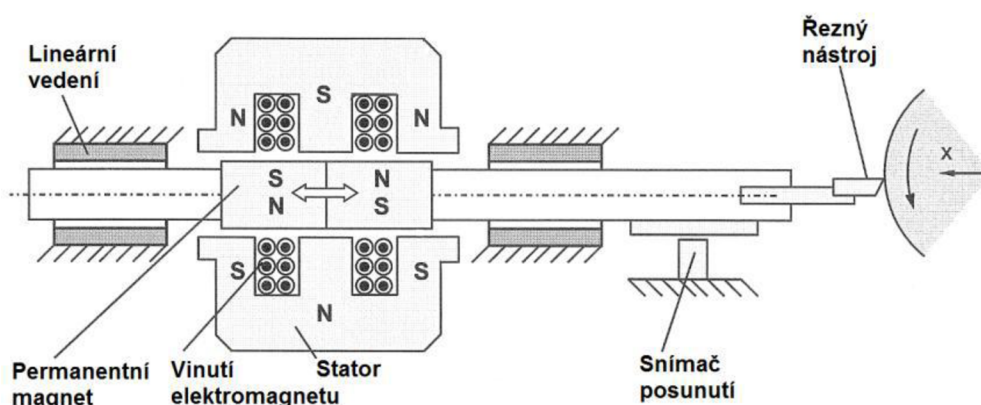 Řezný
nástroj
Lineární
vedení
S
N
N
x
S
N
N
S
S
S
N
Permanentní
magnet
Vinutí
elektromagnetu
Stator
Snímač
posunutí